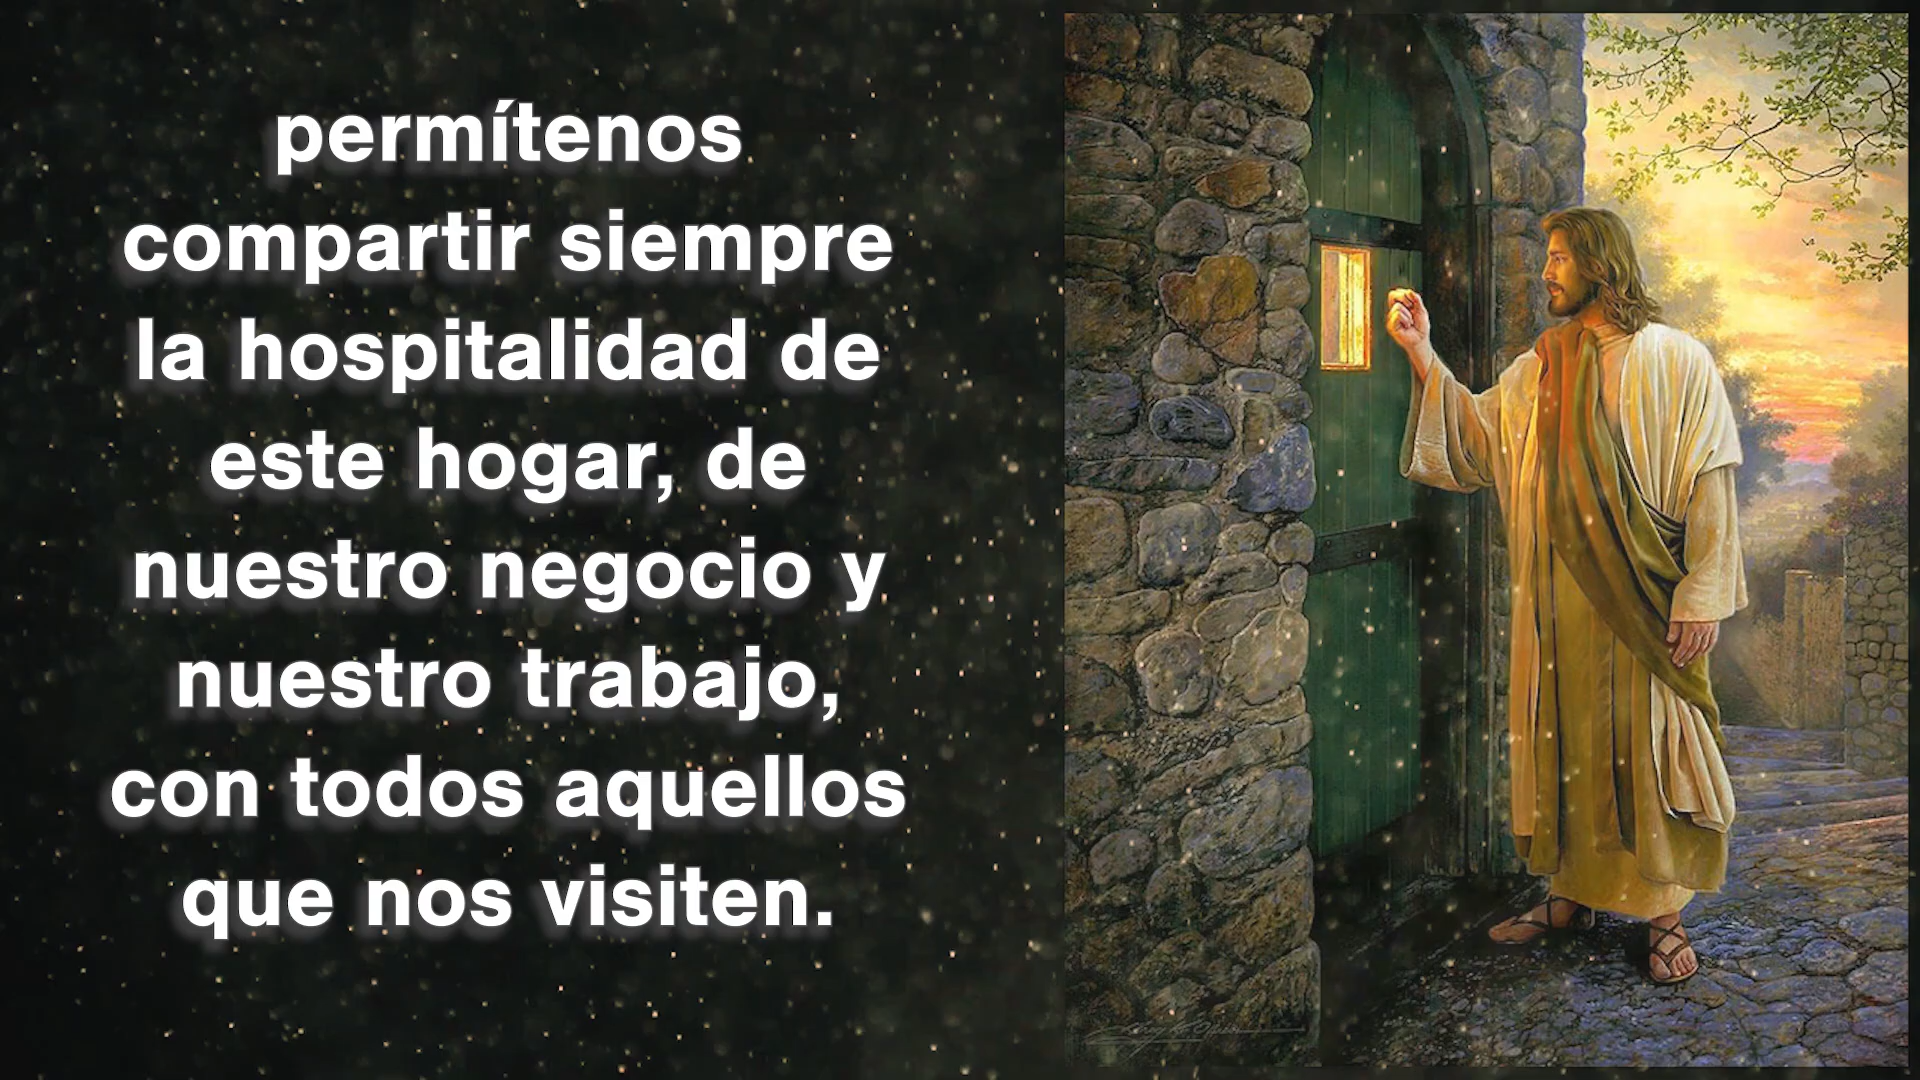 permítenos
compartir siempre
la hospitalidad de
este hogar, de
nuestro negocio y
nuestro trabajo,
con todos aquellos
que nos visiten.